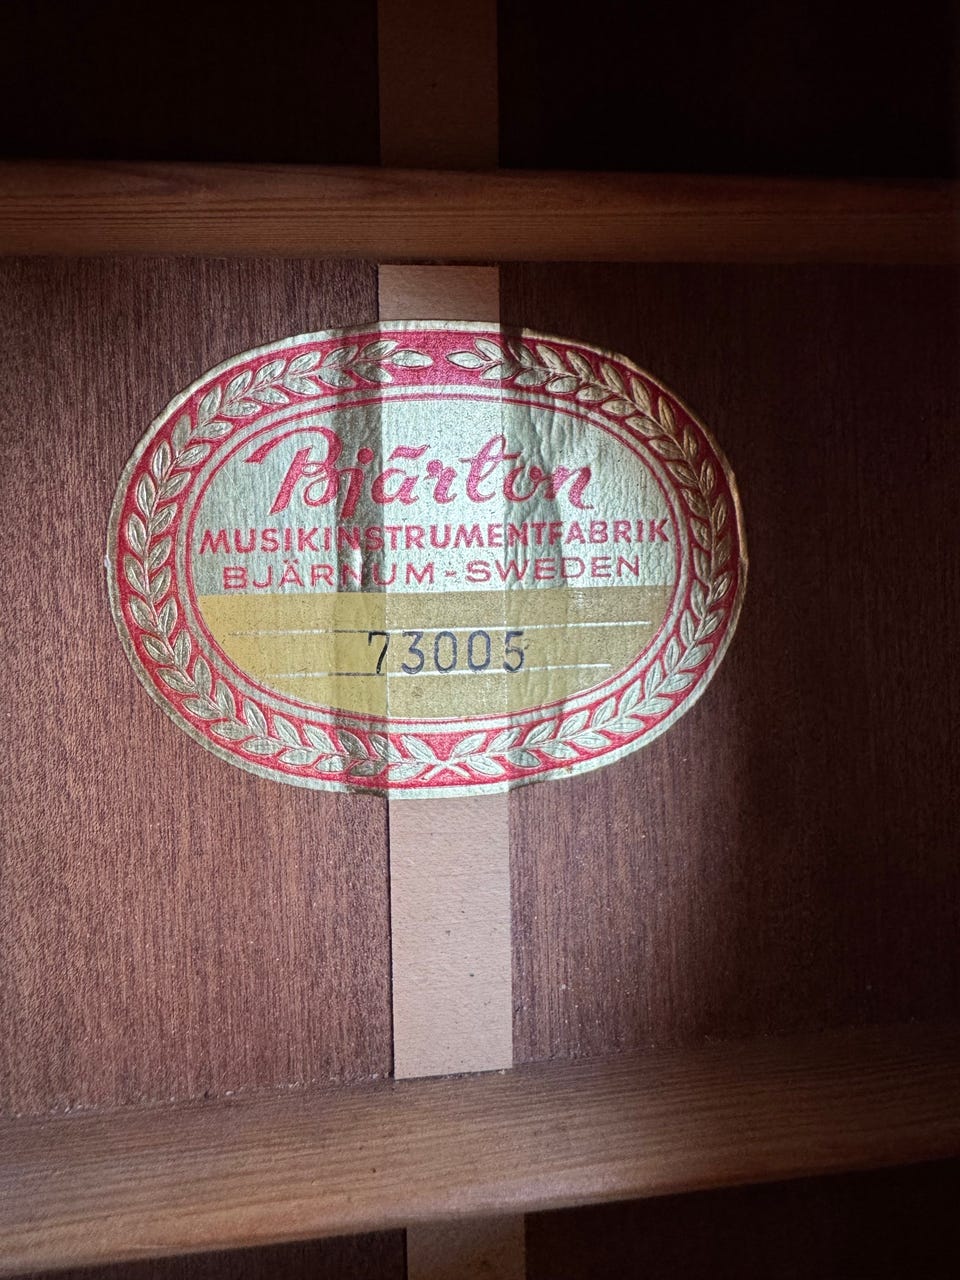 Bjärton
MUSIKINSTRUMENTFABRIK
BJÄRNUM - SWEDEN
73005